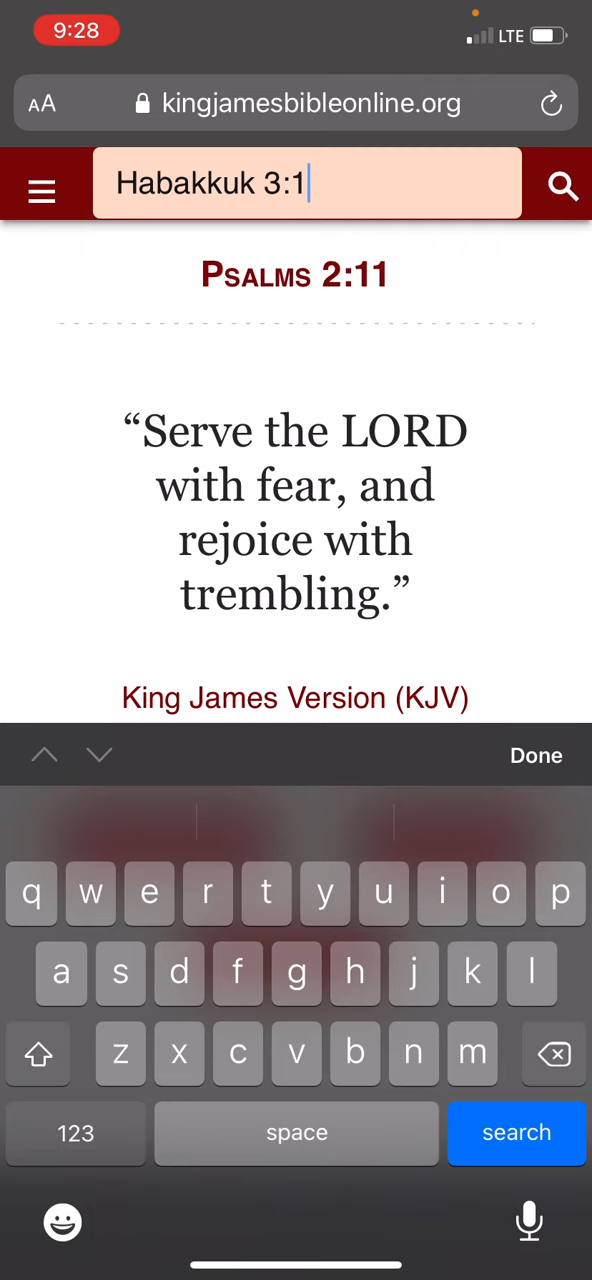 9:28
LTE
AA kingjamesbibleonline.org
Habakkuk 3:1
PSALMS 2:11
“Serve the LORD
with fear, and
rejoice with
trembling.”
King James Version (KJV)
Done
q w e r t y u i o p
a s d f g h j k l
z x c v b n m
123 space search